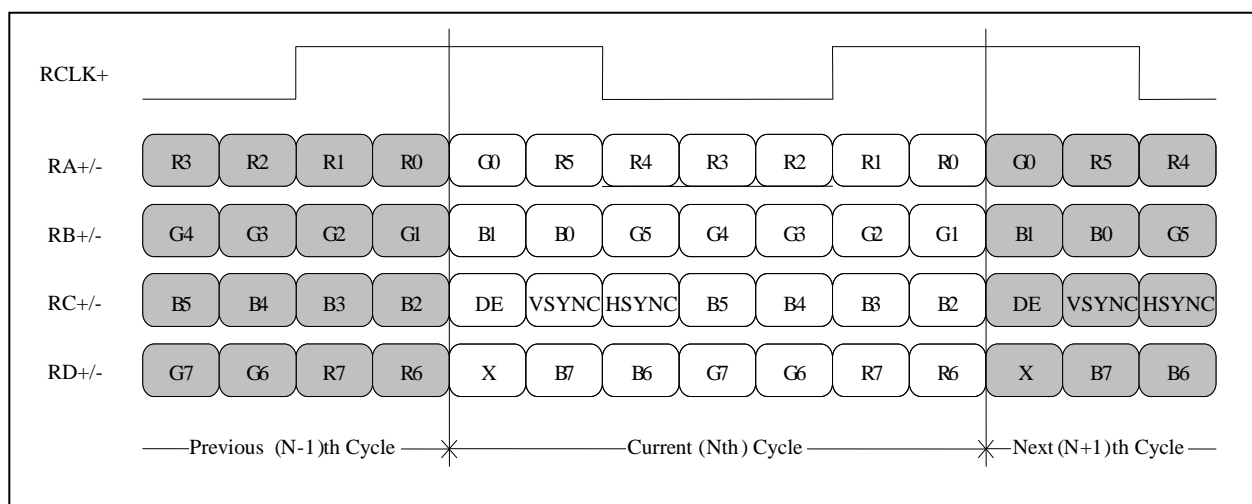 RCLK+
RA+/- R3 R2 R1 R0 G0 R5 R4 R3 R2 R1 R0 G0 R5 R4
RB+/- G4 G3 G2 G1 B1 B0 G5 G4 G3 G2 G1 B1 B0 G5
RC+/- B5 B4 B3 B2 DE VSYNC HSYNC B5 B4 B3 B2 DE VSYNC HSYNC
RD+/- G7 G6 R7 R6 X B7 B6 G7 G6 R7 R6 X B7 B6
Previous (N-1)th Cycle Current (Nth) Cycle Next (N+1)th Cycle